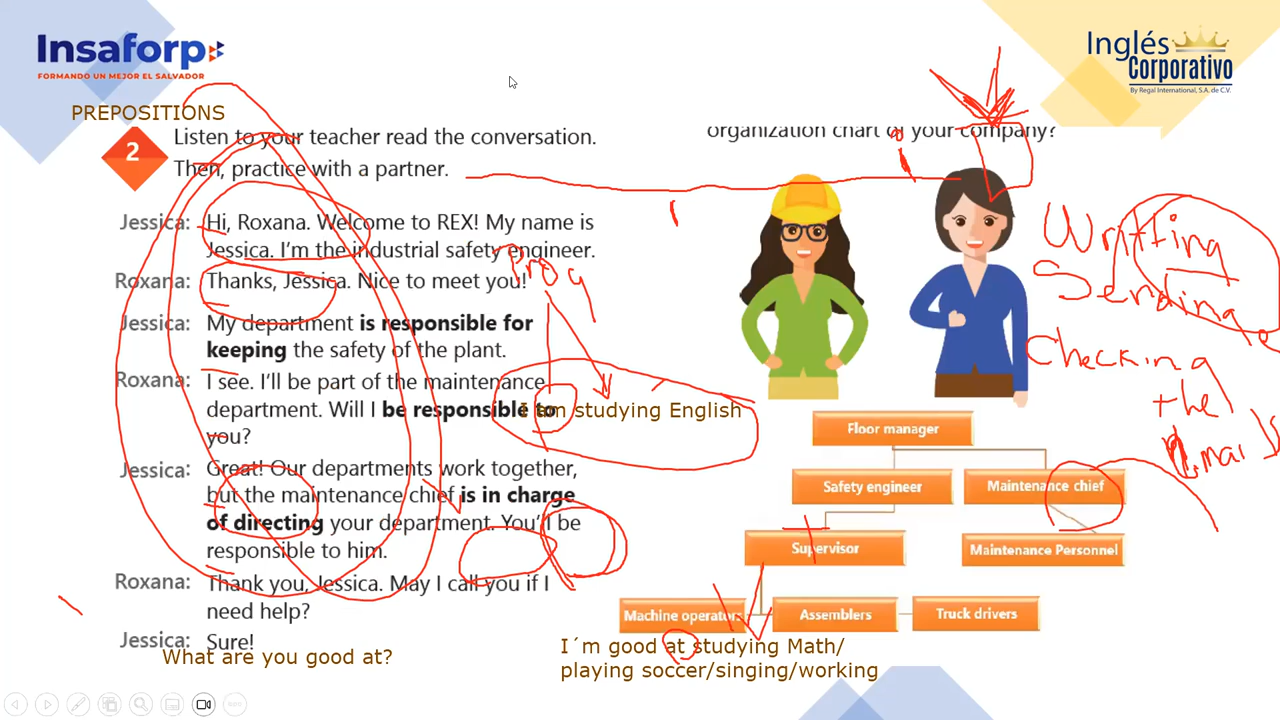 Insaforp
FORMANDO UN MEJOR EL SALVADOR
Inglés
Corporativo
By Regal International, S.A. de C.V.
PREPOSITIONS
2
Listen to your teacher read the conversation.
Then, practice with a partner.
organization chart of your company?
Jessica: Hi, Roxana. Welcome to REX! My name is
Jessica. I'm the industrial safety engineer.
Roxana: Thanks, Jessica. Nice to meet you!
Jessica: My department is responsible for
keeping the safety of the plant.
Roxana: I see. I'll be part of the maintenance
department. Will I be responsible to
you?
Jessica: Great! Our departments work together,
but the maintenance chief is in charge
of directing your department. You'll be
responsible to him.
Roxana: Thank you, Jessica. May I call you if I
need help?
Jessica: Sure!
What are you good at?
I am studying English
I´m good at studying Math/
playing soccer/singing/working
Floor manager
Safety engineer
Maintenance chief
Supervisor
Maintenance Personnel
Machine operators
Assemblers
Truck drivers
Writting
Sending
Checking
the